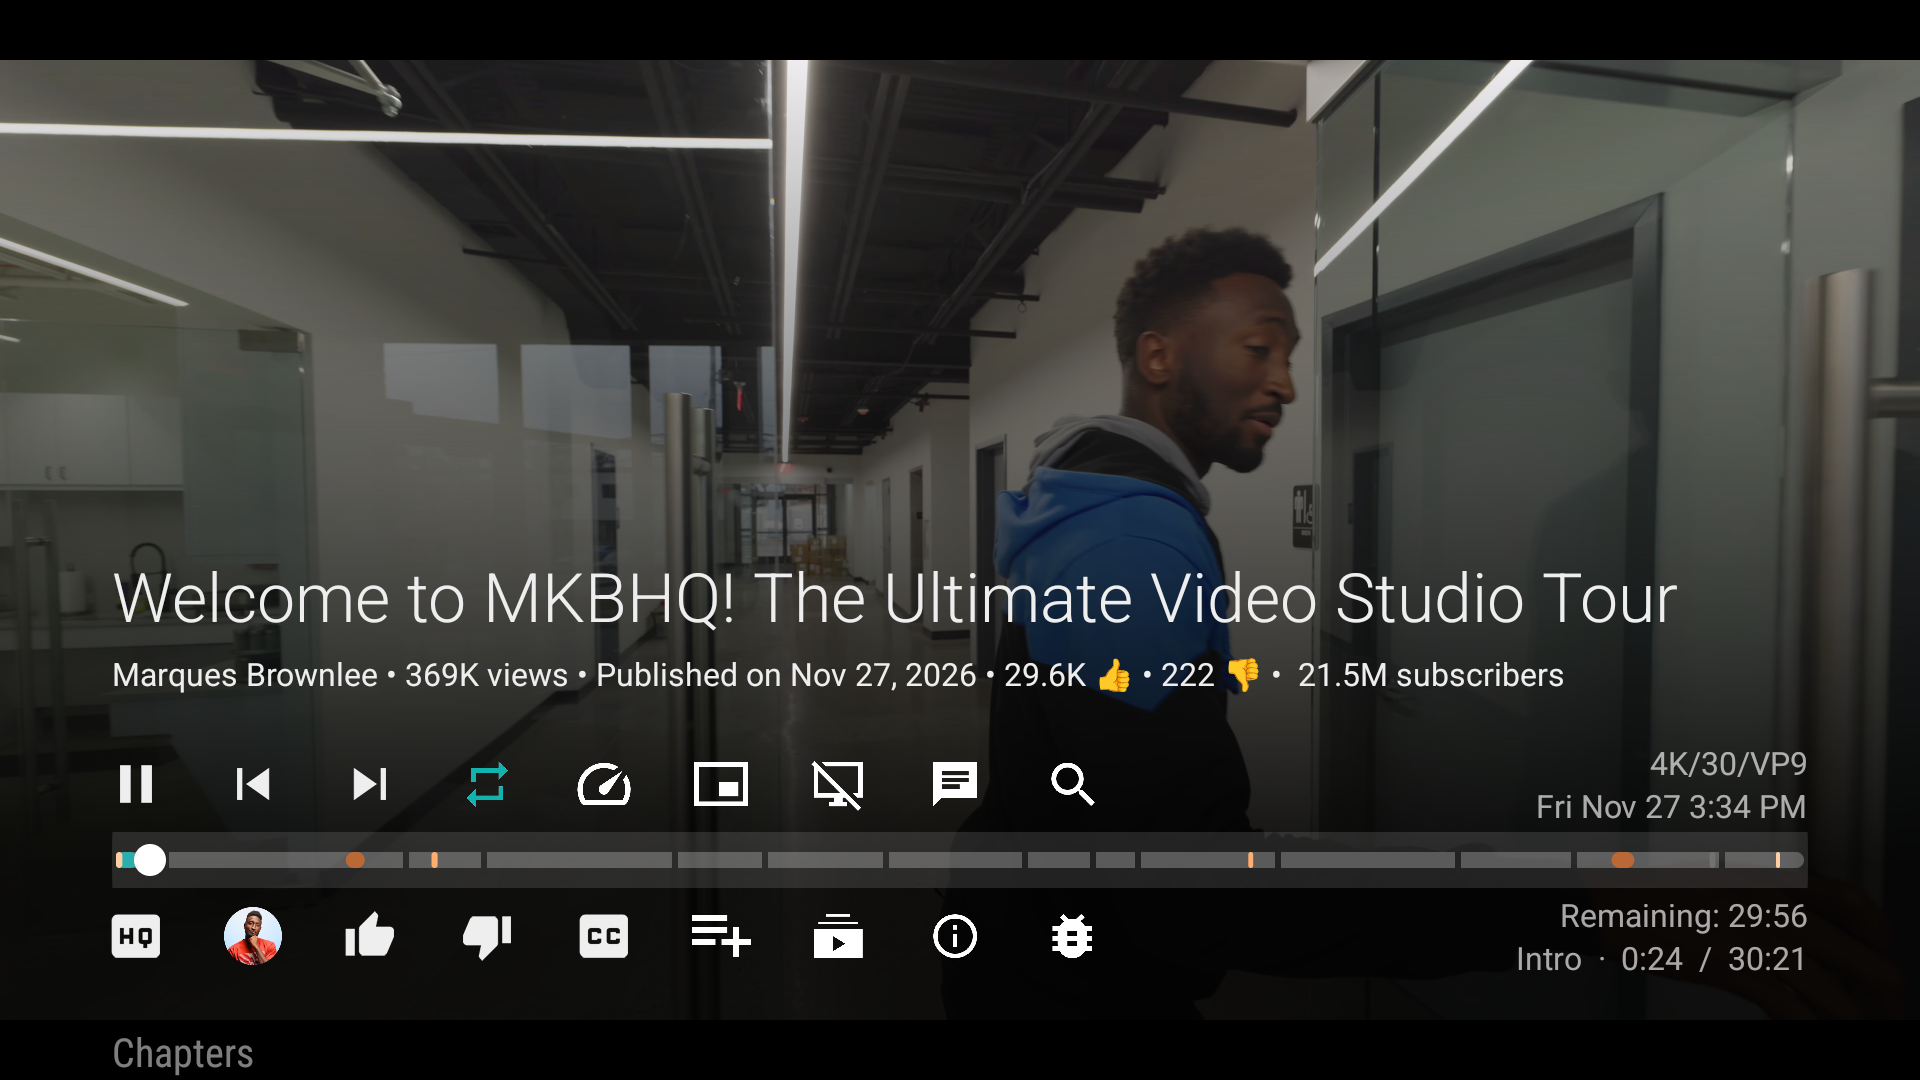 Welcome to MKBHQ! The Ultimate Video Studio Tour
Marques Brownlee • 369K views • Published on Nov 27, 2026 • 29.6K 👍 • 222 👎 • 21.5M subscribers
4K/30/VP9
Fri Nov 27 3:34 PM
HQ
CC
Remaining: 29:56
Intro · 0:24 / 30:21
Chapters